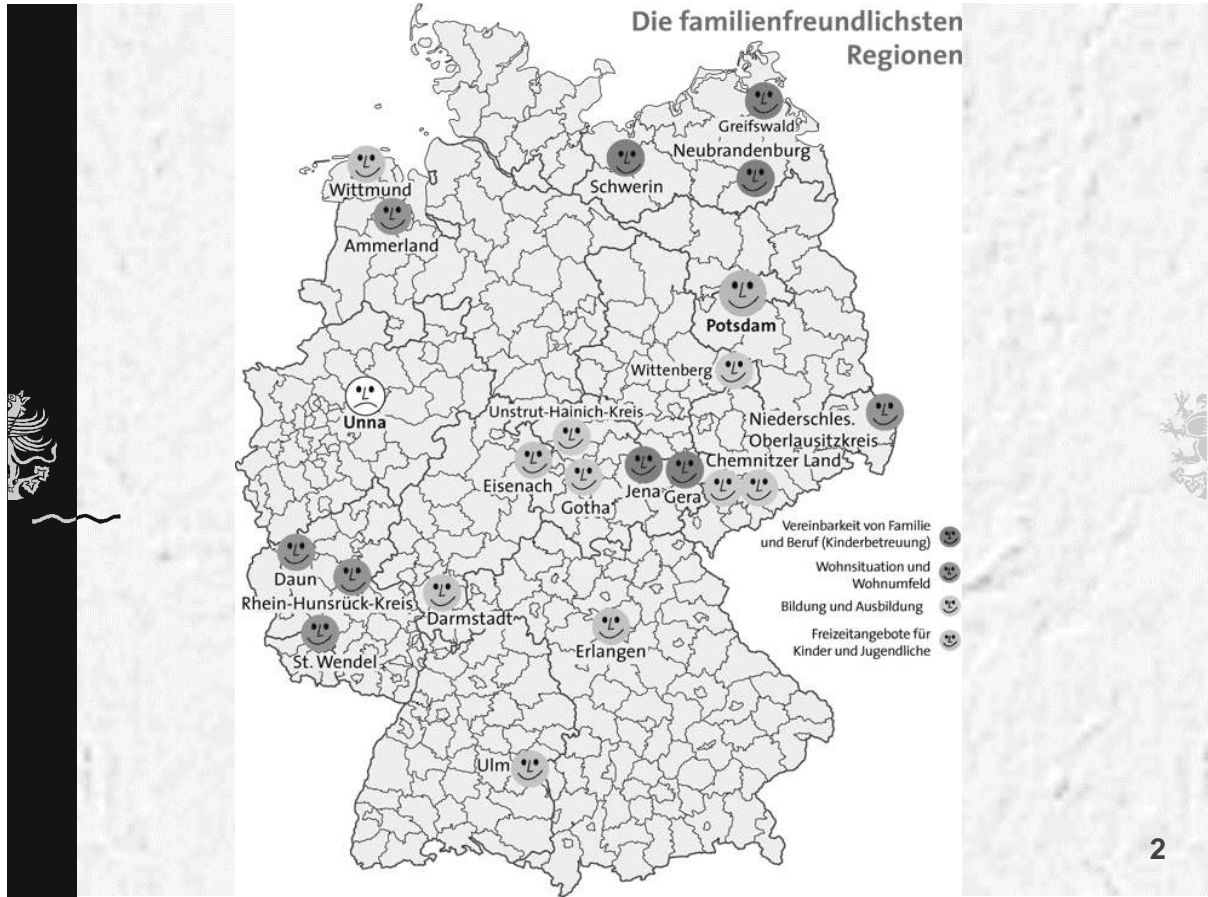 Die familienfreundlichsten
Regionen
Greifswald
Neubrandenburg
Schwerin
Wittmund
Ammerland
Potsdam
Wittenberg
Unna
Unstrut-Hainich-Kreis
Niederschles.
Oberlausitzkreis
Chemnitzer Land
Eisenach
Gotha
Jena
Gera
Vereinbarkeit von Familie
und Beruf (Kinderbetreuung)
Wohnsituation und
Wohnumfeld
Bildung und Ausbildung
Freizeitangebote für
Kinder und Jugendliche
Daun
Rhein-Hunsrück-Kreis
Darmstadt
St. Wendel
Erlangen
Ulm
2